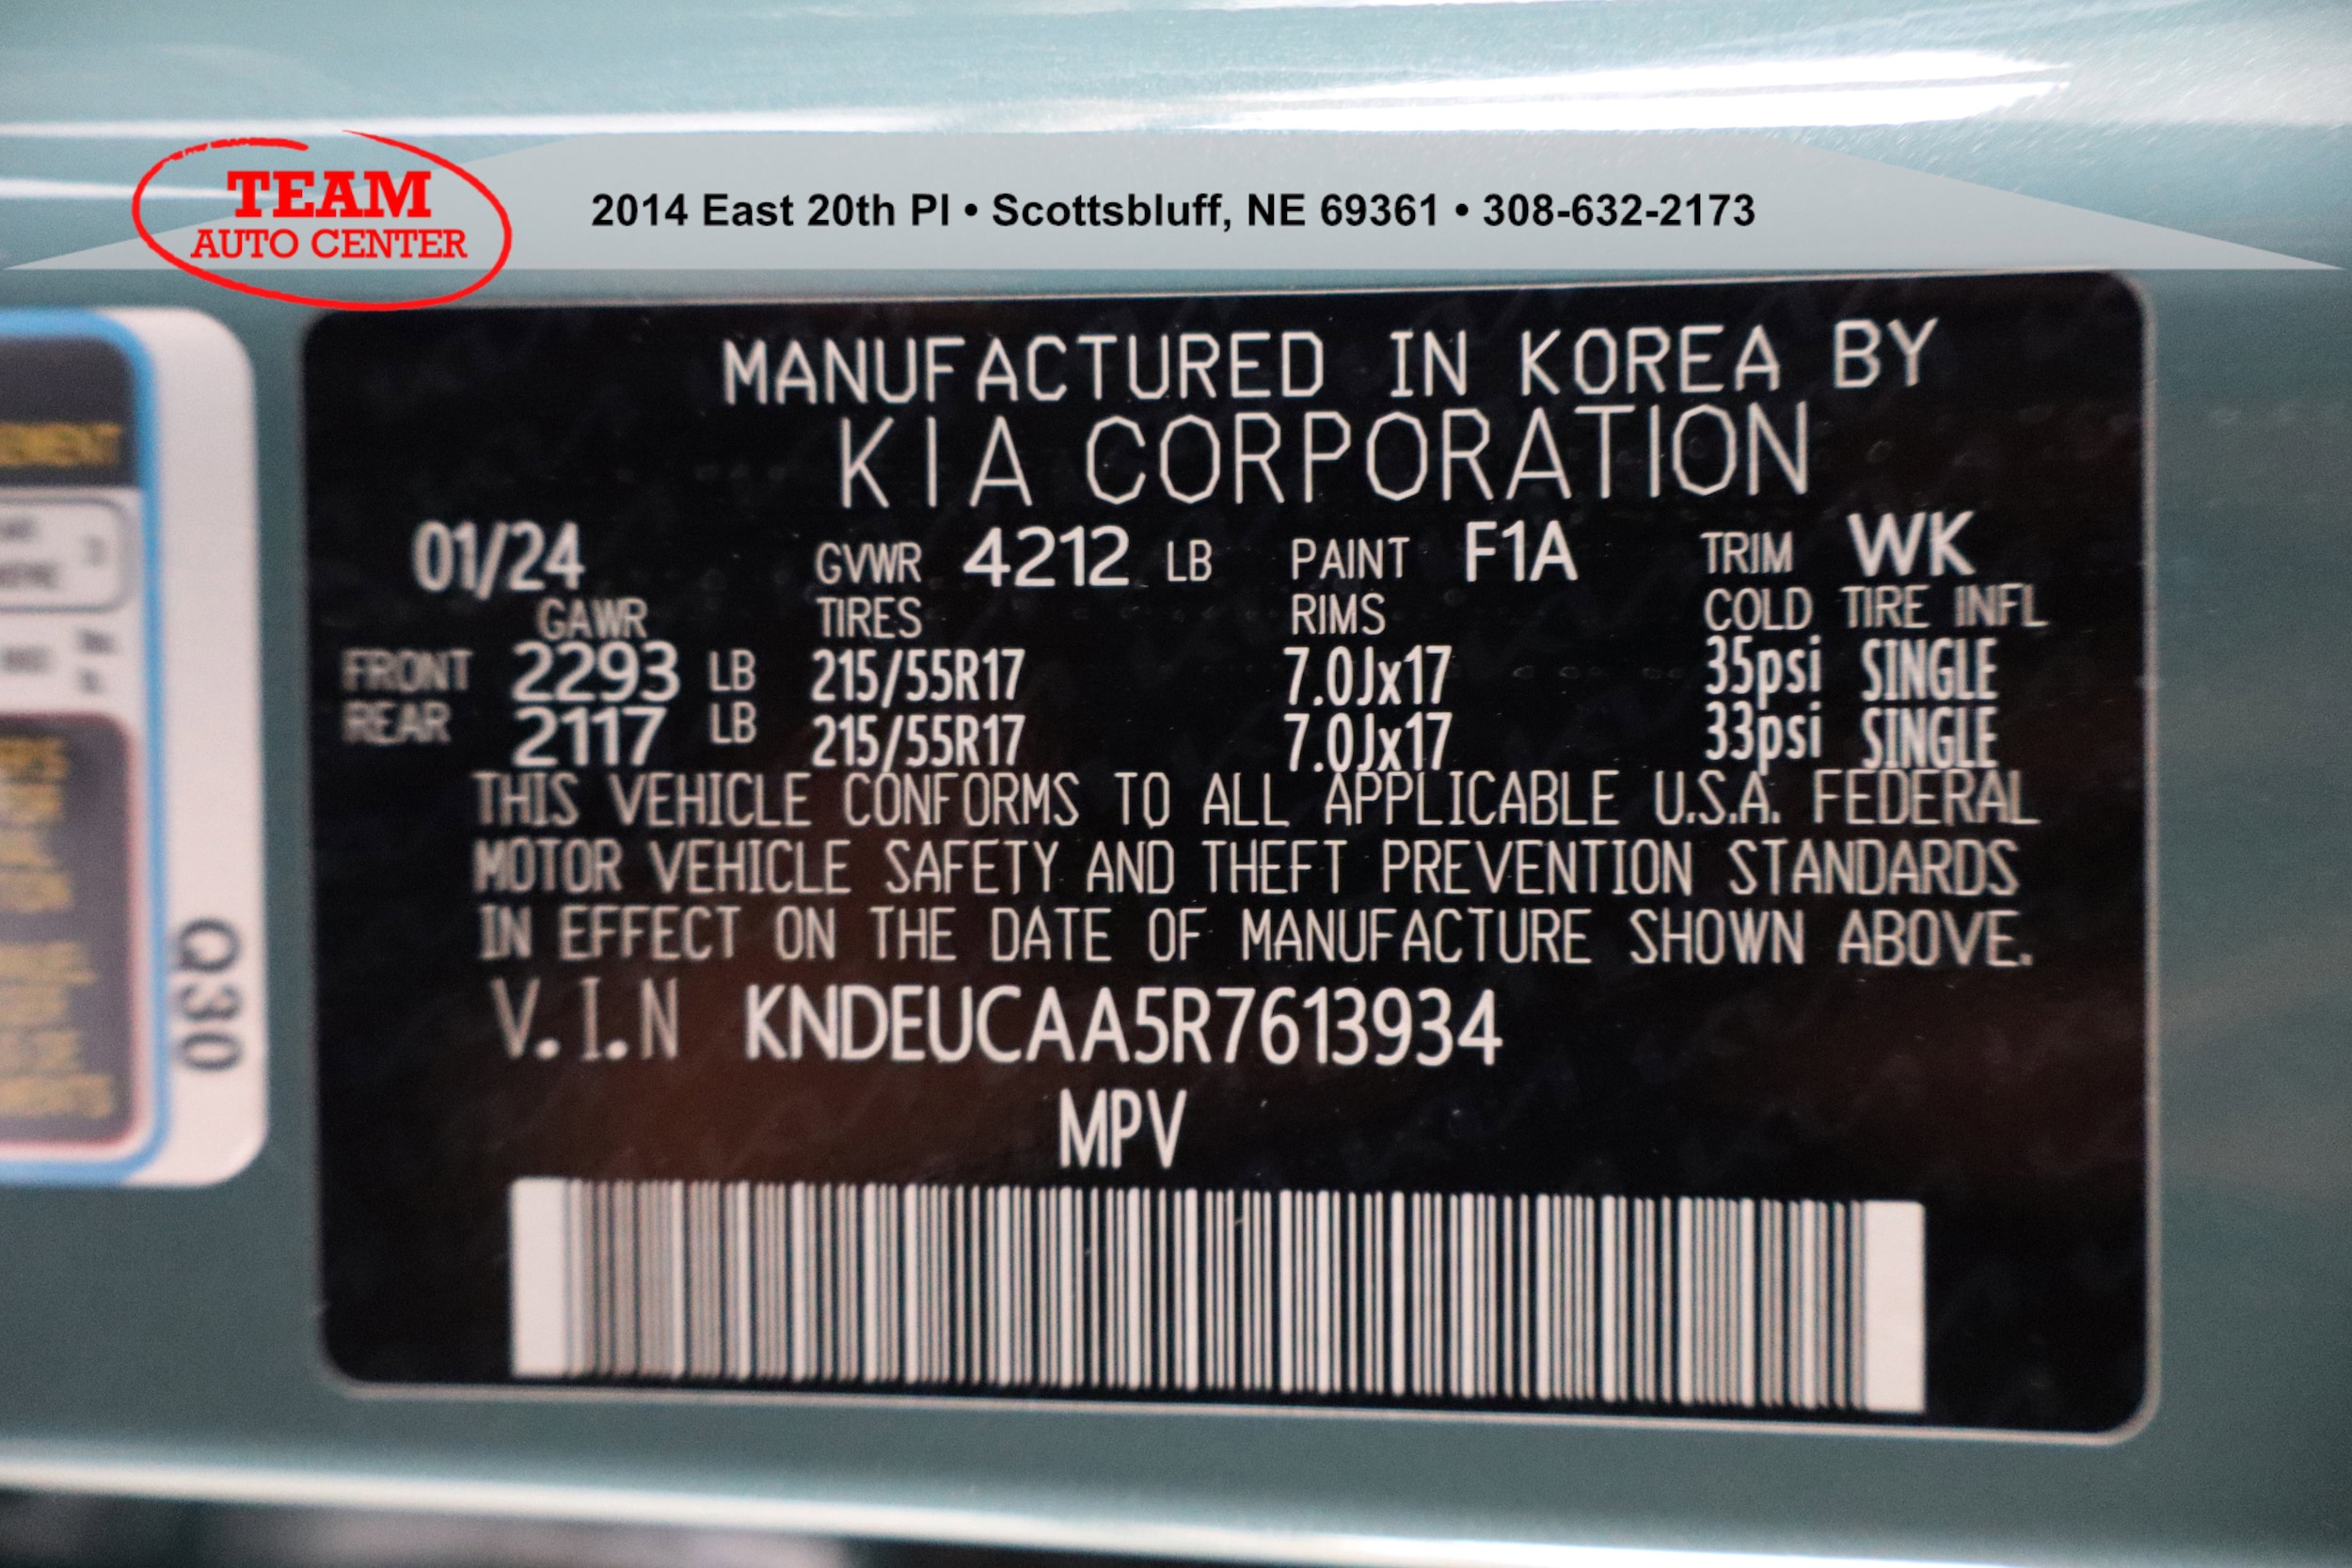 TEAM
AUTO CENTER
2014 East 20th Pl • Scottsbluff, NE 69361 • 308-632-2173
MANUFACTURED IN KOREA BY
KIA CORPORATION
01/24 GVWR 4212 LB PAINT F1A TRIM WK
GAWR TIRES RIMS COLD TIRE INFL
FRONT 2293 LB 215/55R17 7.0Jx17 35psi SINGLE
REAR 2117 LB 215/55R17 7.0Jx17 33psi SINGLE
THIS VEHICLE CONFORMS TO ALL APPLICABLE U.S.A. FEDERAL
MOTOR VEHICLE SAFETY AND THEFT PREVENTION STANDARDS
IN EFFECT ON THE DATE OF MANUFACTURE SHOWN ABOVE.
V.I.N KNDEUCAA5R7613934
MPV
Q30